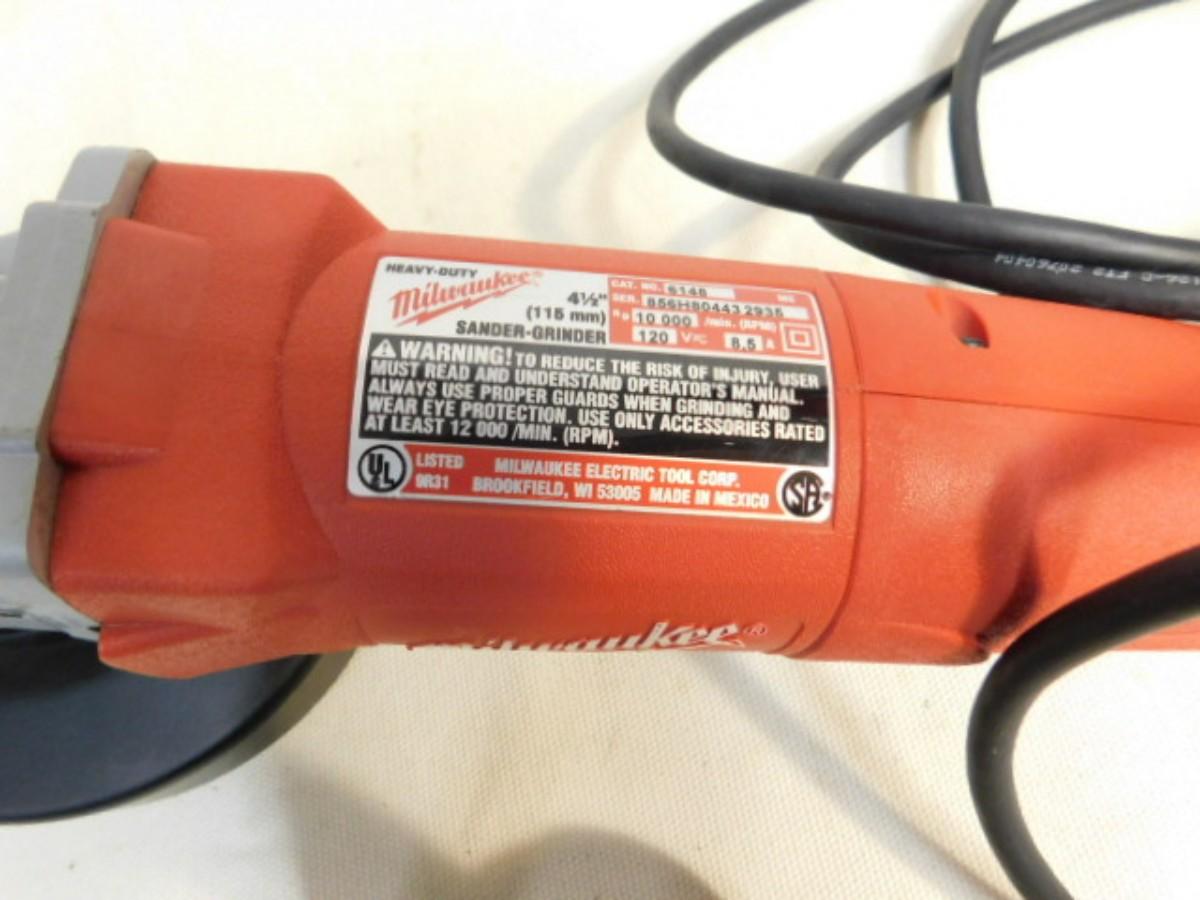 HEAVY-DUTY
Milwaukee®
4½"
(115 mm)
SANDER-GRINDER
CAT. NO. 6148
SER. 856H804432935
n₀ 10 000 /min. (RPM)
120 V 8.5 A
WARNING! TO REDUCE THE RISK OF INJURY, USER
MUST READ AND UNDERSTAND OPERATOR'S MANUAL.
ALWAYS USE PROPER GUARDS WHEN GRINDING AND
WEAR EYE PROTECTION. USE ONLY ACCESSORIES RATED
AT LEAST 12 000 /MIN. (RPM).
UL
LISTED
9R31
MILWAUKEE ELECTRIC TOOL CORP.
BROOKFIELD, WI 53005 MADE IN MEXICO
SA®
Milwaukee®